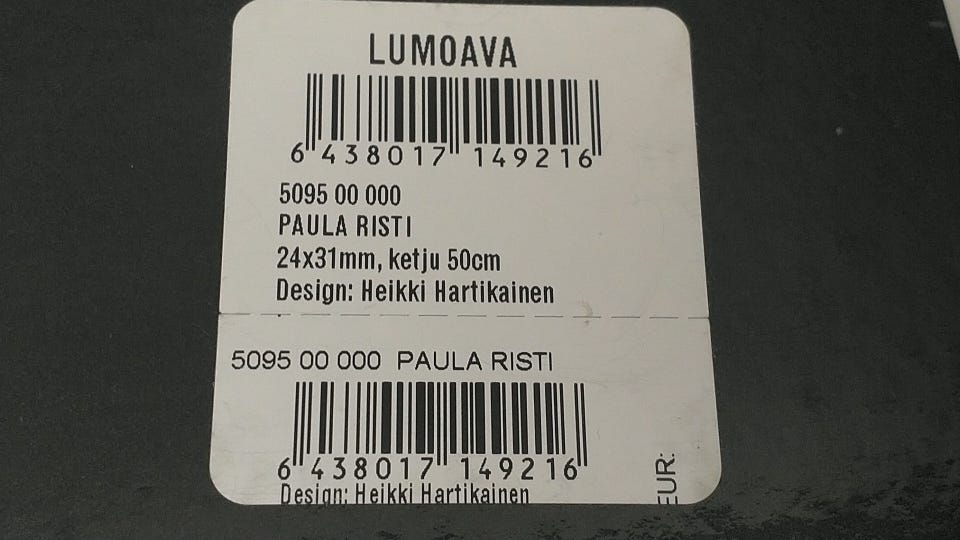 LUMOAVA
6 438017 149216
5095 00 000
PAULA RISTI
24x31mm, ketju 50cm
Design: Heikki Hartikainen
5095 00 000 PAULA RISTI
6 438017 149216
Design: Heikki Hartikainen
EUR: